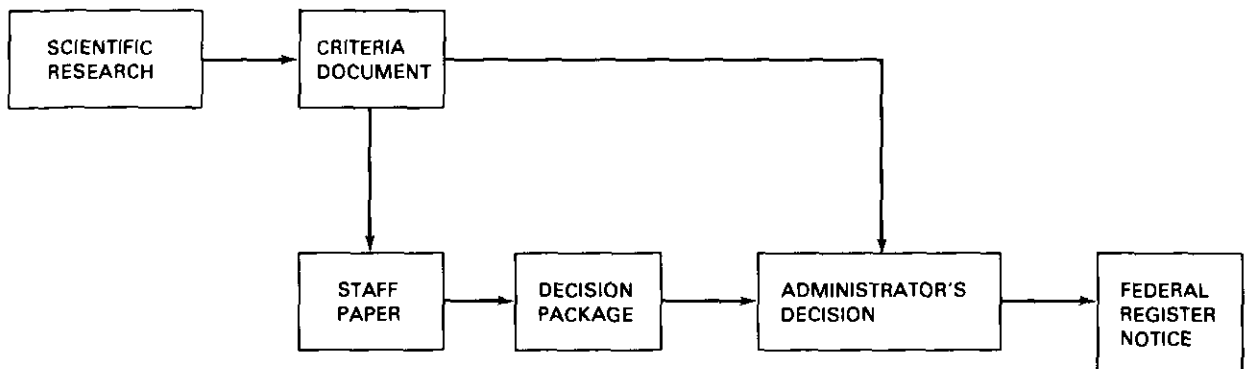 SCIENTIFIC
RESEARCH
CRITERIA
DOCUMENT
STAFF
PAPER
DECISION
PACKAGE
ADMINISTRATOR'S
DECISION
FEDERAL
REGISTER
NOTICE